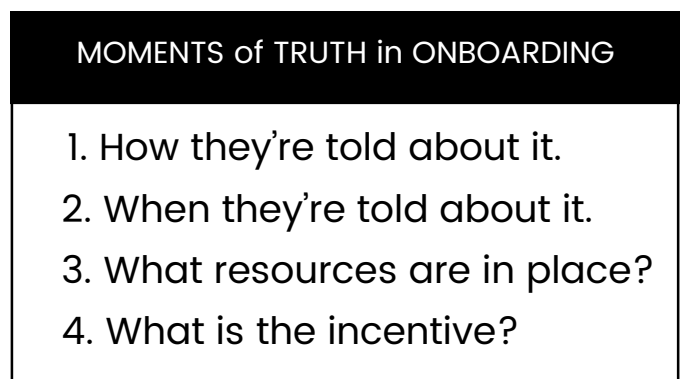 MOMENTS of TRUTH in ONBOARDING
1. How they’re told about it.
2. When they’re told about it.
3. What resources are in place?
4. What is the incentive?